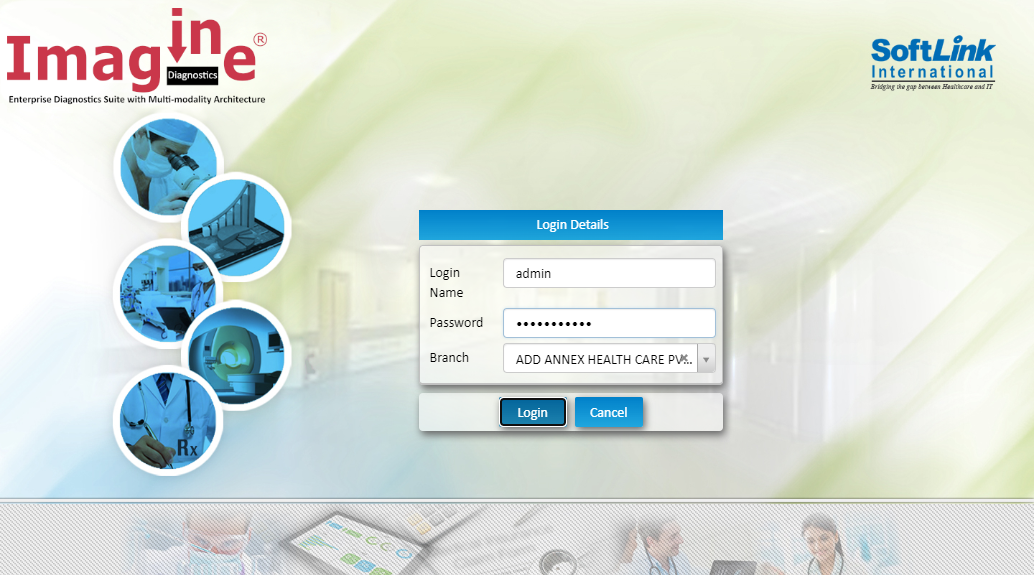 Imagine®
Diagnostics
Enterprise Diagnostics Suite with Multi-modality Architecture
SoftLink
International
Bridging the gap between Healthcare and IT
Login Details
Login
Name
admin
Password
•••••••••••
Branch
ADD ANNEX HEALTH CARE PV...
Login
Cancel
Rx